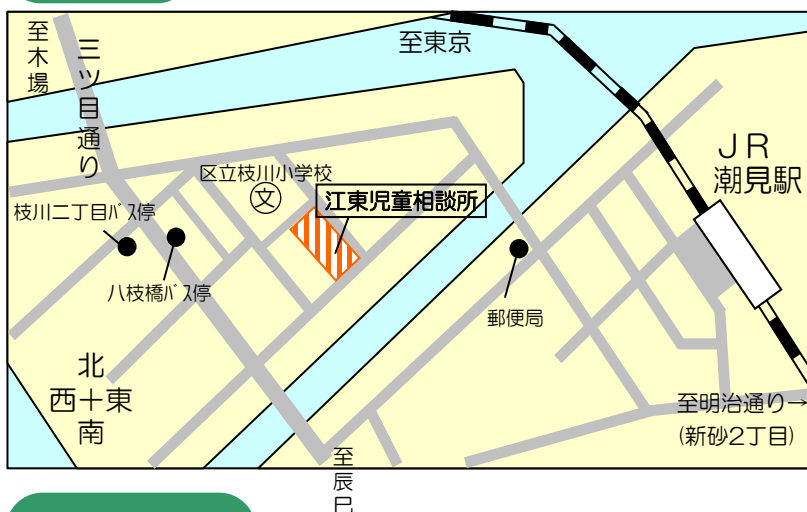 至木場
三ツ目通り
至東京
ＪＲ
潮見駅
区立枝川小学校
文
江東児童相談所
枝川二丁目ﾊﾞｽ停
八枝橋ﾊﾞｽ停
郵便局
北
西＋東
南
至明治通り→
(新砂2丁目)
至辰巳